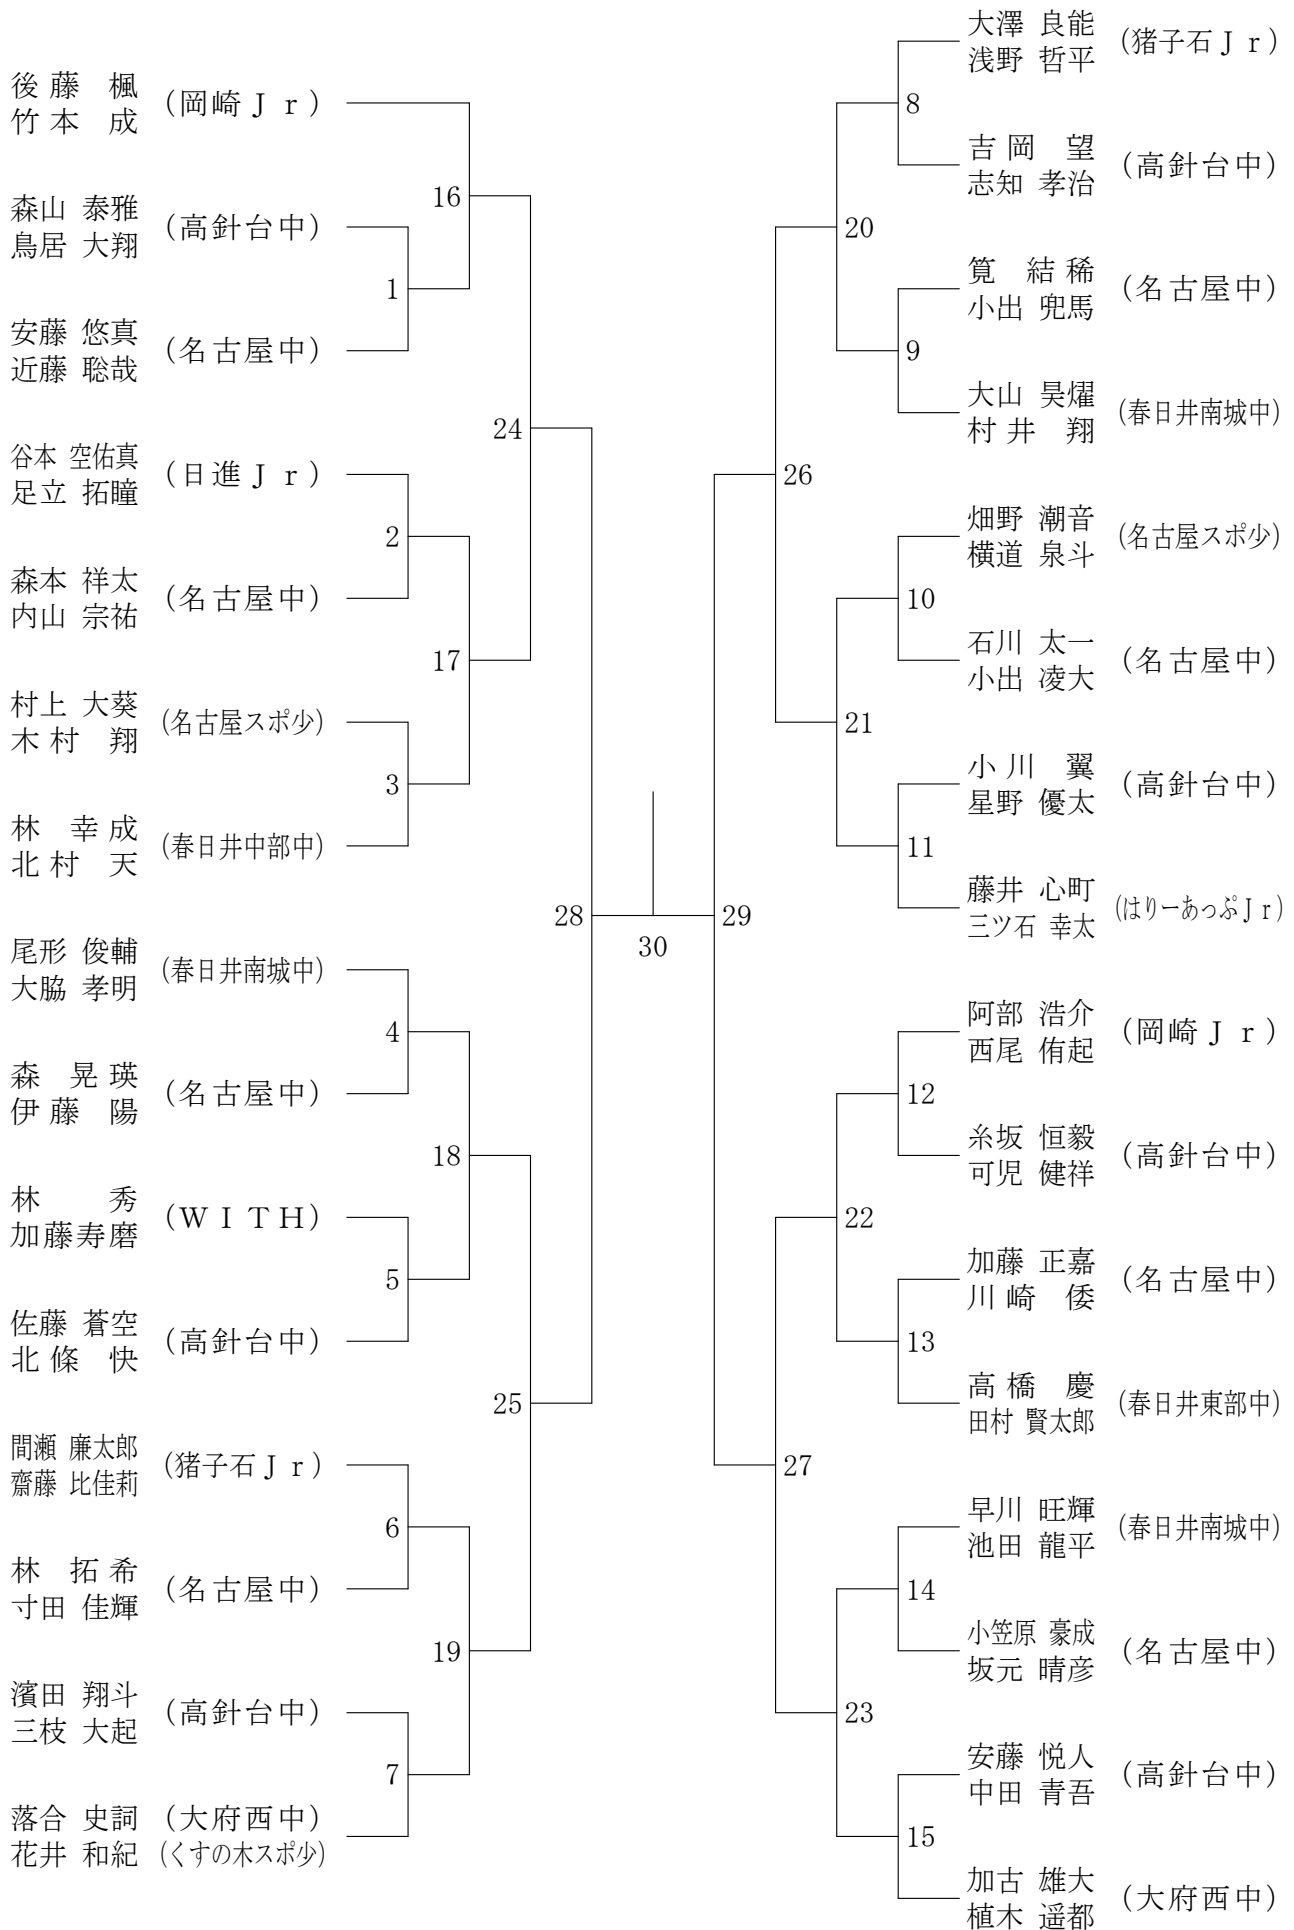 後藤 楓 (岡崎Jr)
竹本 成
森山 泰雅 (高針台中)
鳥居 大翔
安藤 悠真 (名古屋中)
近藤 聡哉
谷本 空佑真 (日進Jr)
足立 拓瞳
森本 祥太 (名古屋中)
内山 宗祐
村上 大葵 (名古屋スポ少)
木村 翔
林 幸成 (春日井中部中)
北村 天
尾形 俊輔 (春日井南城中)
大脇 孝明
森 晃瑛 (名古屋中)
伊藤 陽
林 秀 (WITH)
加藤寿磨
佐藤 蒼空 (高針台中)
北條 快
間瀬 廉太郎 (猪子石Jr)
齋藤 比佳莉
林 拓希 (名古屋中)
寸田 佳輝
濱田 翔斗 (高針台中)
三枝 大起
落合 史詞 (大府西中)
花井 和紀 (くすの木スポ少)
1
2
3
4
5
6
7
16
17
18
19
24
25
28
30
29
26
27
20
21
22
23
8
9
10
11
12
13
14
15
大澤 良能 (猪子石Jr)
浅野 哲平
吉岡 望 (高針台中)
志知 孝治
筧 結稀 (名古屋中)
小出 兜馬
大山 昊燿 (春日井南城中)
村井 翔
畑野 潮音 (名古屋スポ少)
横道 泉斗
石川 太一 (名古屋中)
小出 凌大
小川 翼 (高針台中)
星野 優太
藤井 心町 (はりーあっぷJr)
三ツ石 幸太
阿部 浩介 (岡崎Jr)
西尾 侑起
糸坂 恒毅 (高針台中)
可児 健祥
加藤 正嘉 (名古屋中)
川崎 倭
高橋 慶 (春日井東部中)
田村 賢太郎
早川 旺輝 (春日井南城中)
池田 龍平
小笠原 豪成 (名古屋中)
坂元 晴彦
安藤 悦人 (高針台中)
中田 青吾
加古 雄大 (大府西中)
植木 遥都